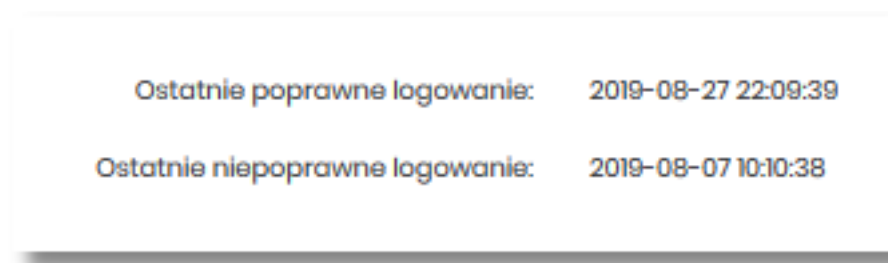 Ostatnie poprawne logowanie: 2019-08-27 22:09:39
Ostatnie niepoprawne logowanie: 2019-08-07 10:10:38